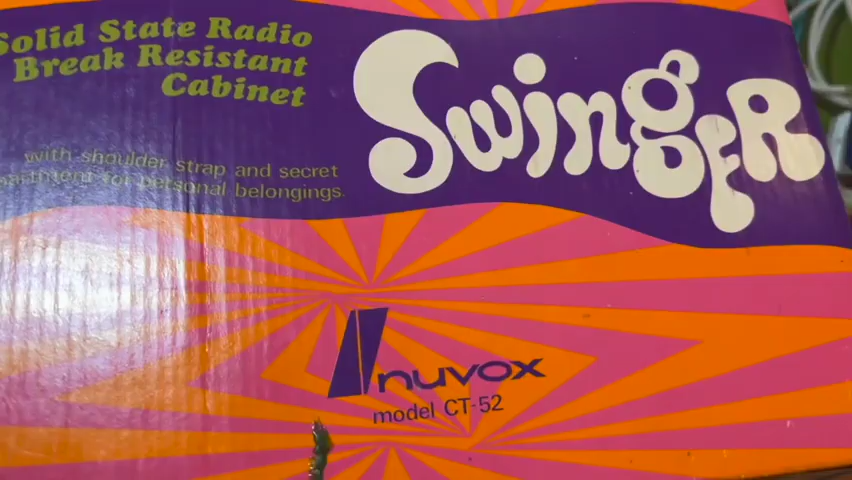 Solid State Radio
Break Resistant
Cabinet
Swinger
with shoulder strap and secret
for personal belongings.
nuvox
model CT-52